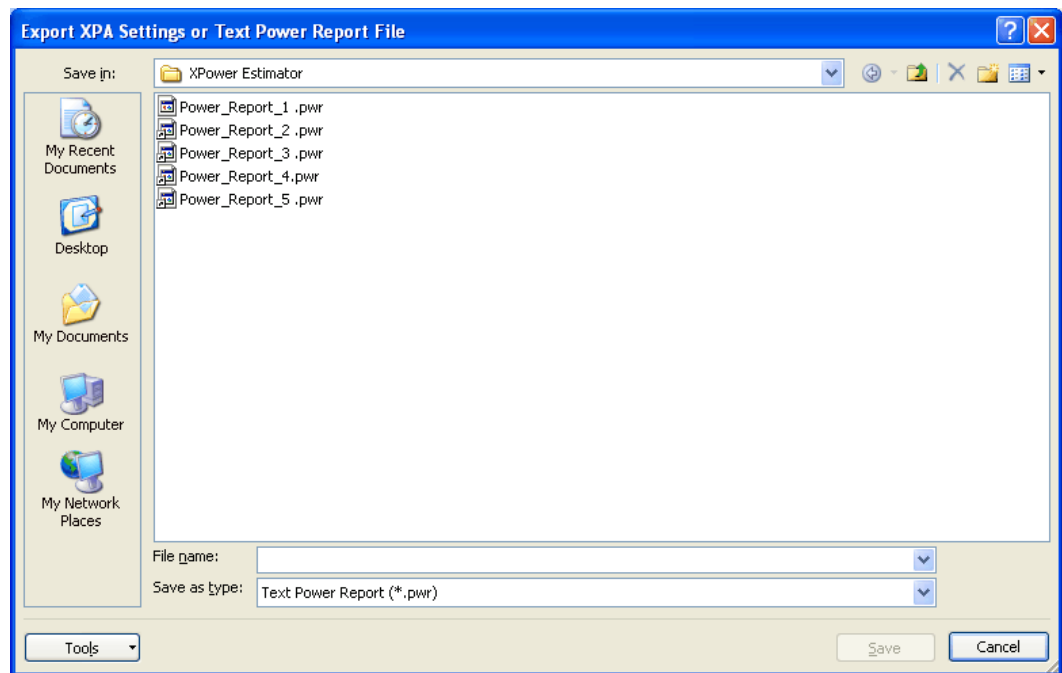 Export XPA Settings or Text Power Report File
Save in:
XPower Estimator
My Recent
Documents
Desktop
My Documents
My Computer
My Network
Places
Power_Report_1 .pwr
Power_Report_2 .pwr
Power_Report_3 .pwr
Power_Report_4.pwr
Power_Report_5 .pwr
File name:
Save as type:
Text Power Report (*.pwr)
Tools
Save
Cancel